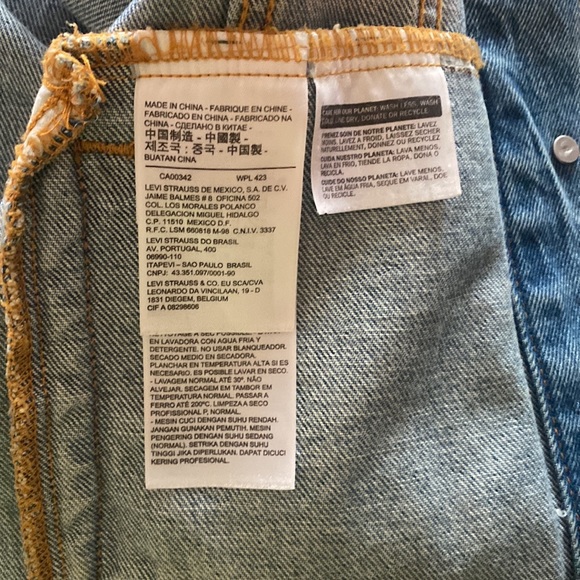 MADE IN CHINA - FABRIQUE EN CHINE -
FABRICADO EN CHINA - FABRICADO NA
CHINA - СДЕЛАНО В КИТАЕ -
中国制造 - 中國製 -
제조국: 중국 - 中国製 -
BUATAN CINA.
CA00342 WPL 423
LEVI STRAUSS DE MEXICO, S.A. DE C.V.
JAIME BALMES # 8 OFICINA 502
COL. LOS MORALES POLANCO
DELEGACION MIGUEL HIDALGO
C.P. 11510 MEXICO D.F.
R.F.C. LSM 660818 M-98 C.N.I.V. 3337
LEVI STRAUSS DO BRASIL
AV. PORTUGAL, 400
06990-110
ITAPEVI – SAO PAULO BRASIL
CNPJ: 43.351.097/0001-90
LEVI STRAUSS & CO. EU SCA/CVA
LEONARDO DA VINCILAAN, 19 - D
1831 DIEGEM, BELGIUM
CIF A 08298606
NETTOYAGE A SEC POSSIBLE.
EN LAVADORA CON AGUA FRIA Y
DETERGENTE. NO USAR BLANQUEADOR.
SECADO MEDIO EN SECADORA.
PLANCHAR EN TEMPERATURA ALTA SI ES
NECESARIO. ES POSIBLE LAVAR EN SECO.
- LAVAGEM NORMALATÉ 30º. NÃO
ALVEJAR. SECAGEM EM TAMBOR EM
TEMPERATURA NORMAL. PASSAR A
FERRO ATÉ 200ºC. LIMPEZA A SECO
PROFISSIONAL P, NORMAL.
- MESIN CUCI DENGAN SUHU RENDAH.
JANGAN GUNAKAN PEMUTIH. MESIN
PENGERING DENGAN SUHU SEDANG
(NORMAL). SETRIKA DENGAN SUHU
TINGGI JIKA DIPERLUKAN. DAPAT DICUCI
KERING PROFESIONAL.
CARE FOR OUR PLANET: WASH LESS, WASH
COLD, LINE DRY, DONATE OR RECYCLE.
PRENEZ SOIN DE NOTRE PLANETE: LAVEZ
MOINS, LAVEZ A FROID, LAISSEZ SECHER
NATURELLEMENT, DONNEZ OU RECYCLEZ.
CUIDA NUESTRO PLANETA: LAVA MENOS,
LAVA EN FRIO, TIENDE LA ROPA, DONA O
RECICLA.
CUIDE DO NOSSO PLANETA: LAVE MENOS,
LAVE EM ÁGUA FRIA, SEQUE EM VARAL, DOE
OU RECICLE.